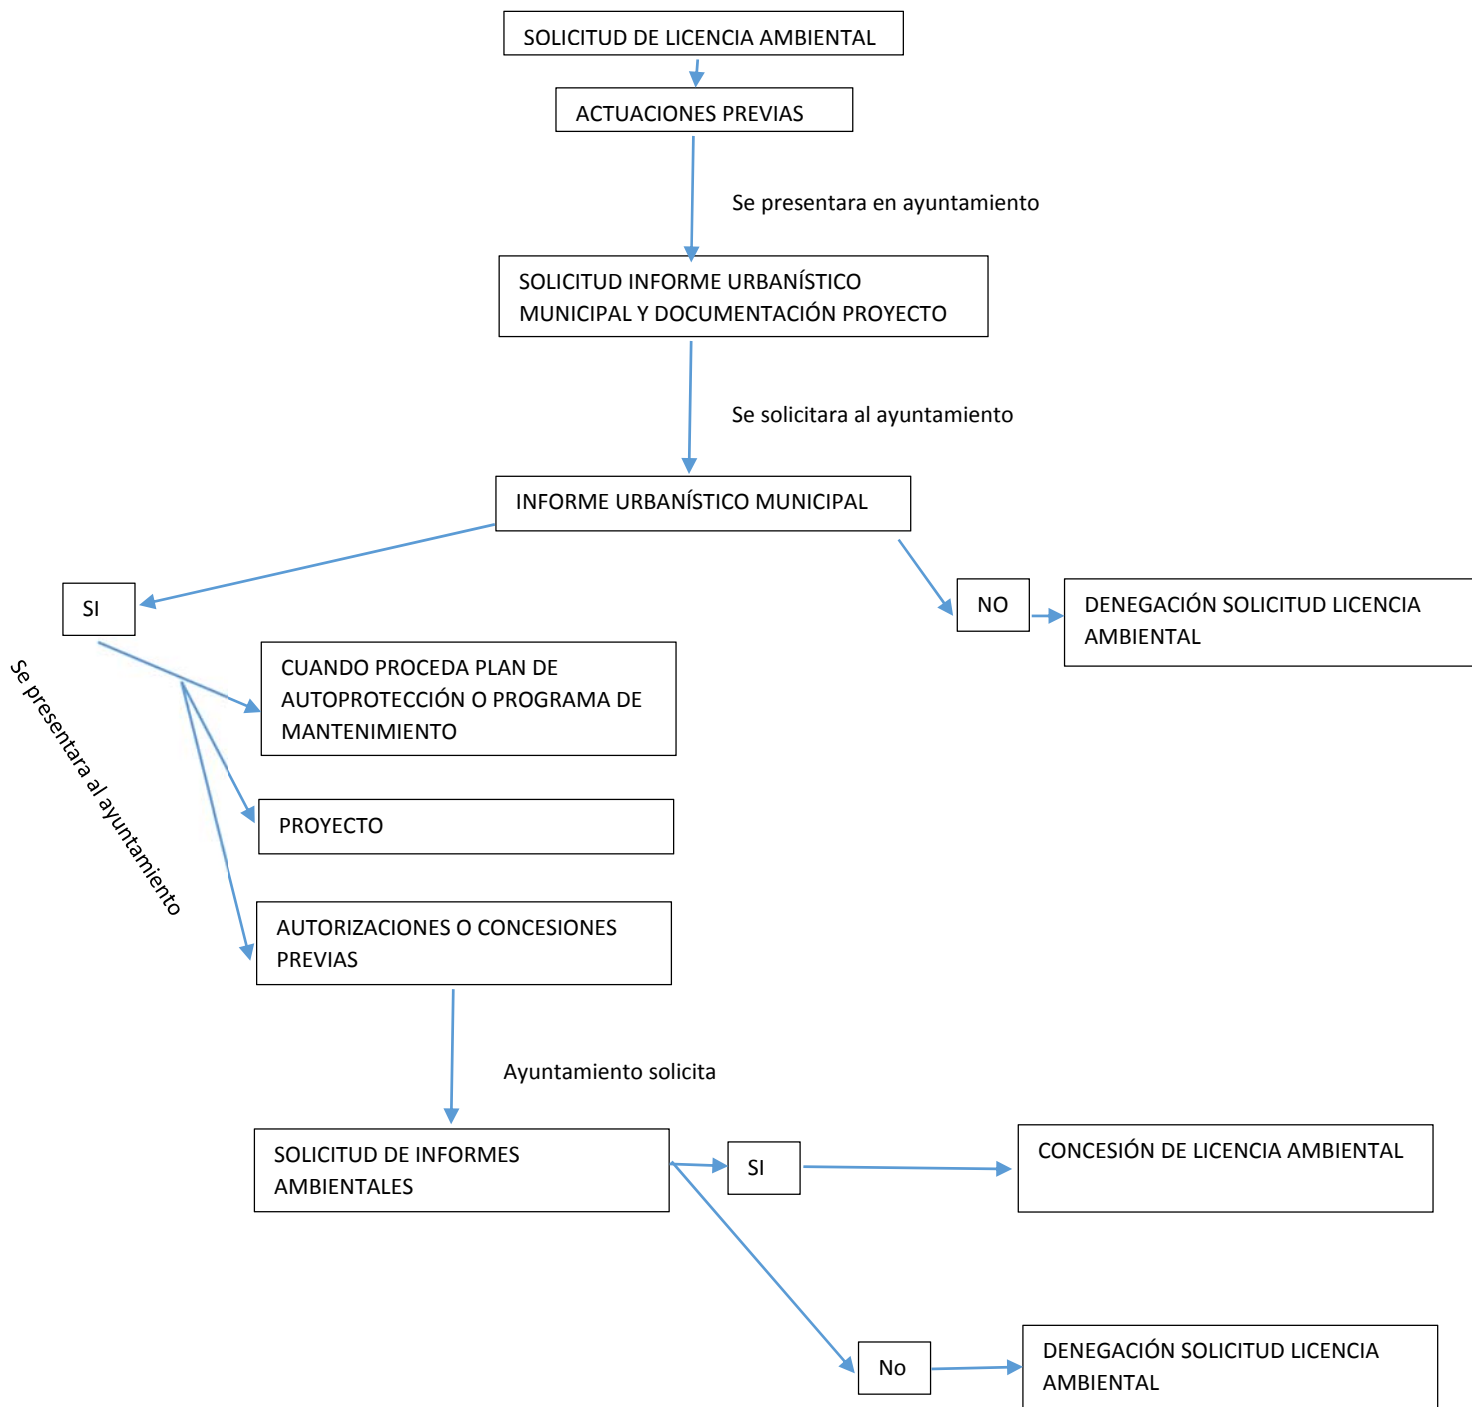 SOLICITUD DE LICENCIA AMBIENTAL
ACTUACIONES PREVIAS
Se presentara en ayuntamiento
SOLICITUD INFORME URBANÍSTICO
MUNICIPAL Y DOCUMENTACIÓN PROYECTO
Se solicitara al ayuntamiento
INFORME URBANÍSTICO MUNICIPAL
SI
NO
DENEGACIÓN SOLICITUD LICENCIA
AMBIENTAL
Se presentara al ayuntamiento
CUANDO PROCEDA PLAN DE
AUTOPROTECCIÓN O PROGRAMA DE
MANTENIMIENTO
PROYECTO
AUTORIZACIONES O CONCESIONES
PREVIAS
Ayuntamiento solicita
SOLICITUD DE INFORMES
AMBIENTALES
SI
CONCESIÓN DE LICENCIA AMBIENTAL
No
DENEGACIÓN SOLICITUD LICENCIA
AMBIENTAL